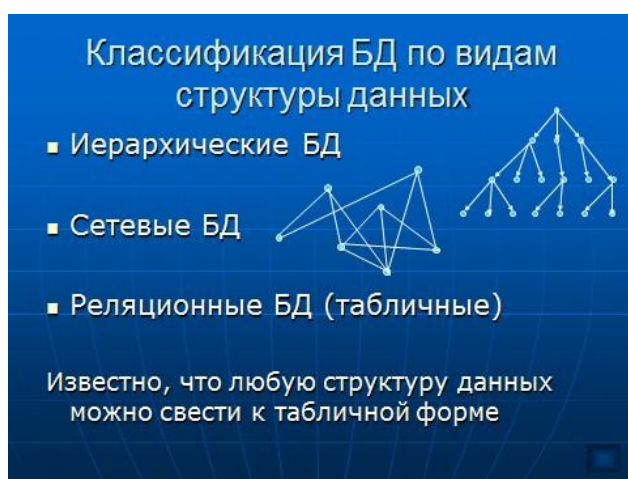 Классификация БД по видам
структуры данных
Иерархические БД
Сетевые БД
Реляционные БД (табличные)
Известно, что любую структуру данных
можно свести к табличной форме